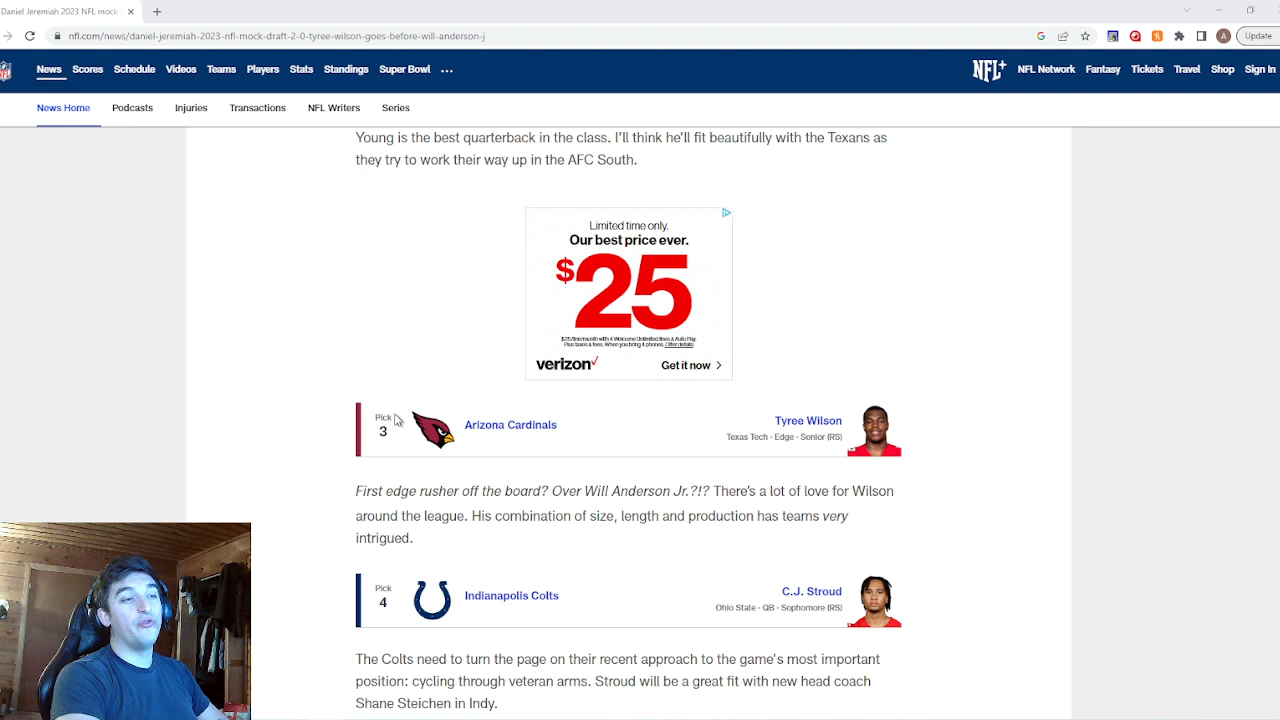 Daniel Jeremiah 2023 NFL mock
nfl.com/news/daniel-jeremiah-2023-nfl-mock-draft-2-0-tyree-wilson-goes-before-will-anderson-j
Update
News Scores Schedule Videos Teams Players Stats Standings Super Bowl ...
NFL+ NFL Network Fantasy Tickets Travel Shop Sign In
News Home Podcasts Injuries Transactions NFL Writers Series
Young is the best quarterback in the class. I'll think he'll fit beautifully with the Texans as
they try to work their way up in the AFC South.
Limited time only.
Our best price ever.
$25
$25/line/month with 4 Welcome Unlimited lines & Auto Pay.
Plus taxes & fees. When you bring 4 phones. Offer details.
verizon✓ Get it now >
Pick
3
Arizona Cardinals
Tyree Wilson
Texas Tech · Edge · Senior (RS)
First edge rusher off the board? Over Will Anderson Jr.?!? There's a lot of love for Wilson
around the league. His combination of size, length and production has teams very
intrigued.
Pick
4
Indianapolis Colts
C.J. Stroud
Ohio State · QB · Sophomore (RS)
The Colts need to turn the page on their recent approach to the game's most important
position: cycling through veteran arms. Stroud will be a great fit with new head coach
Shane Steichen in Indy.